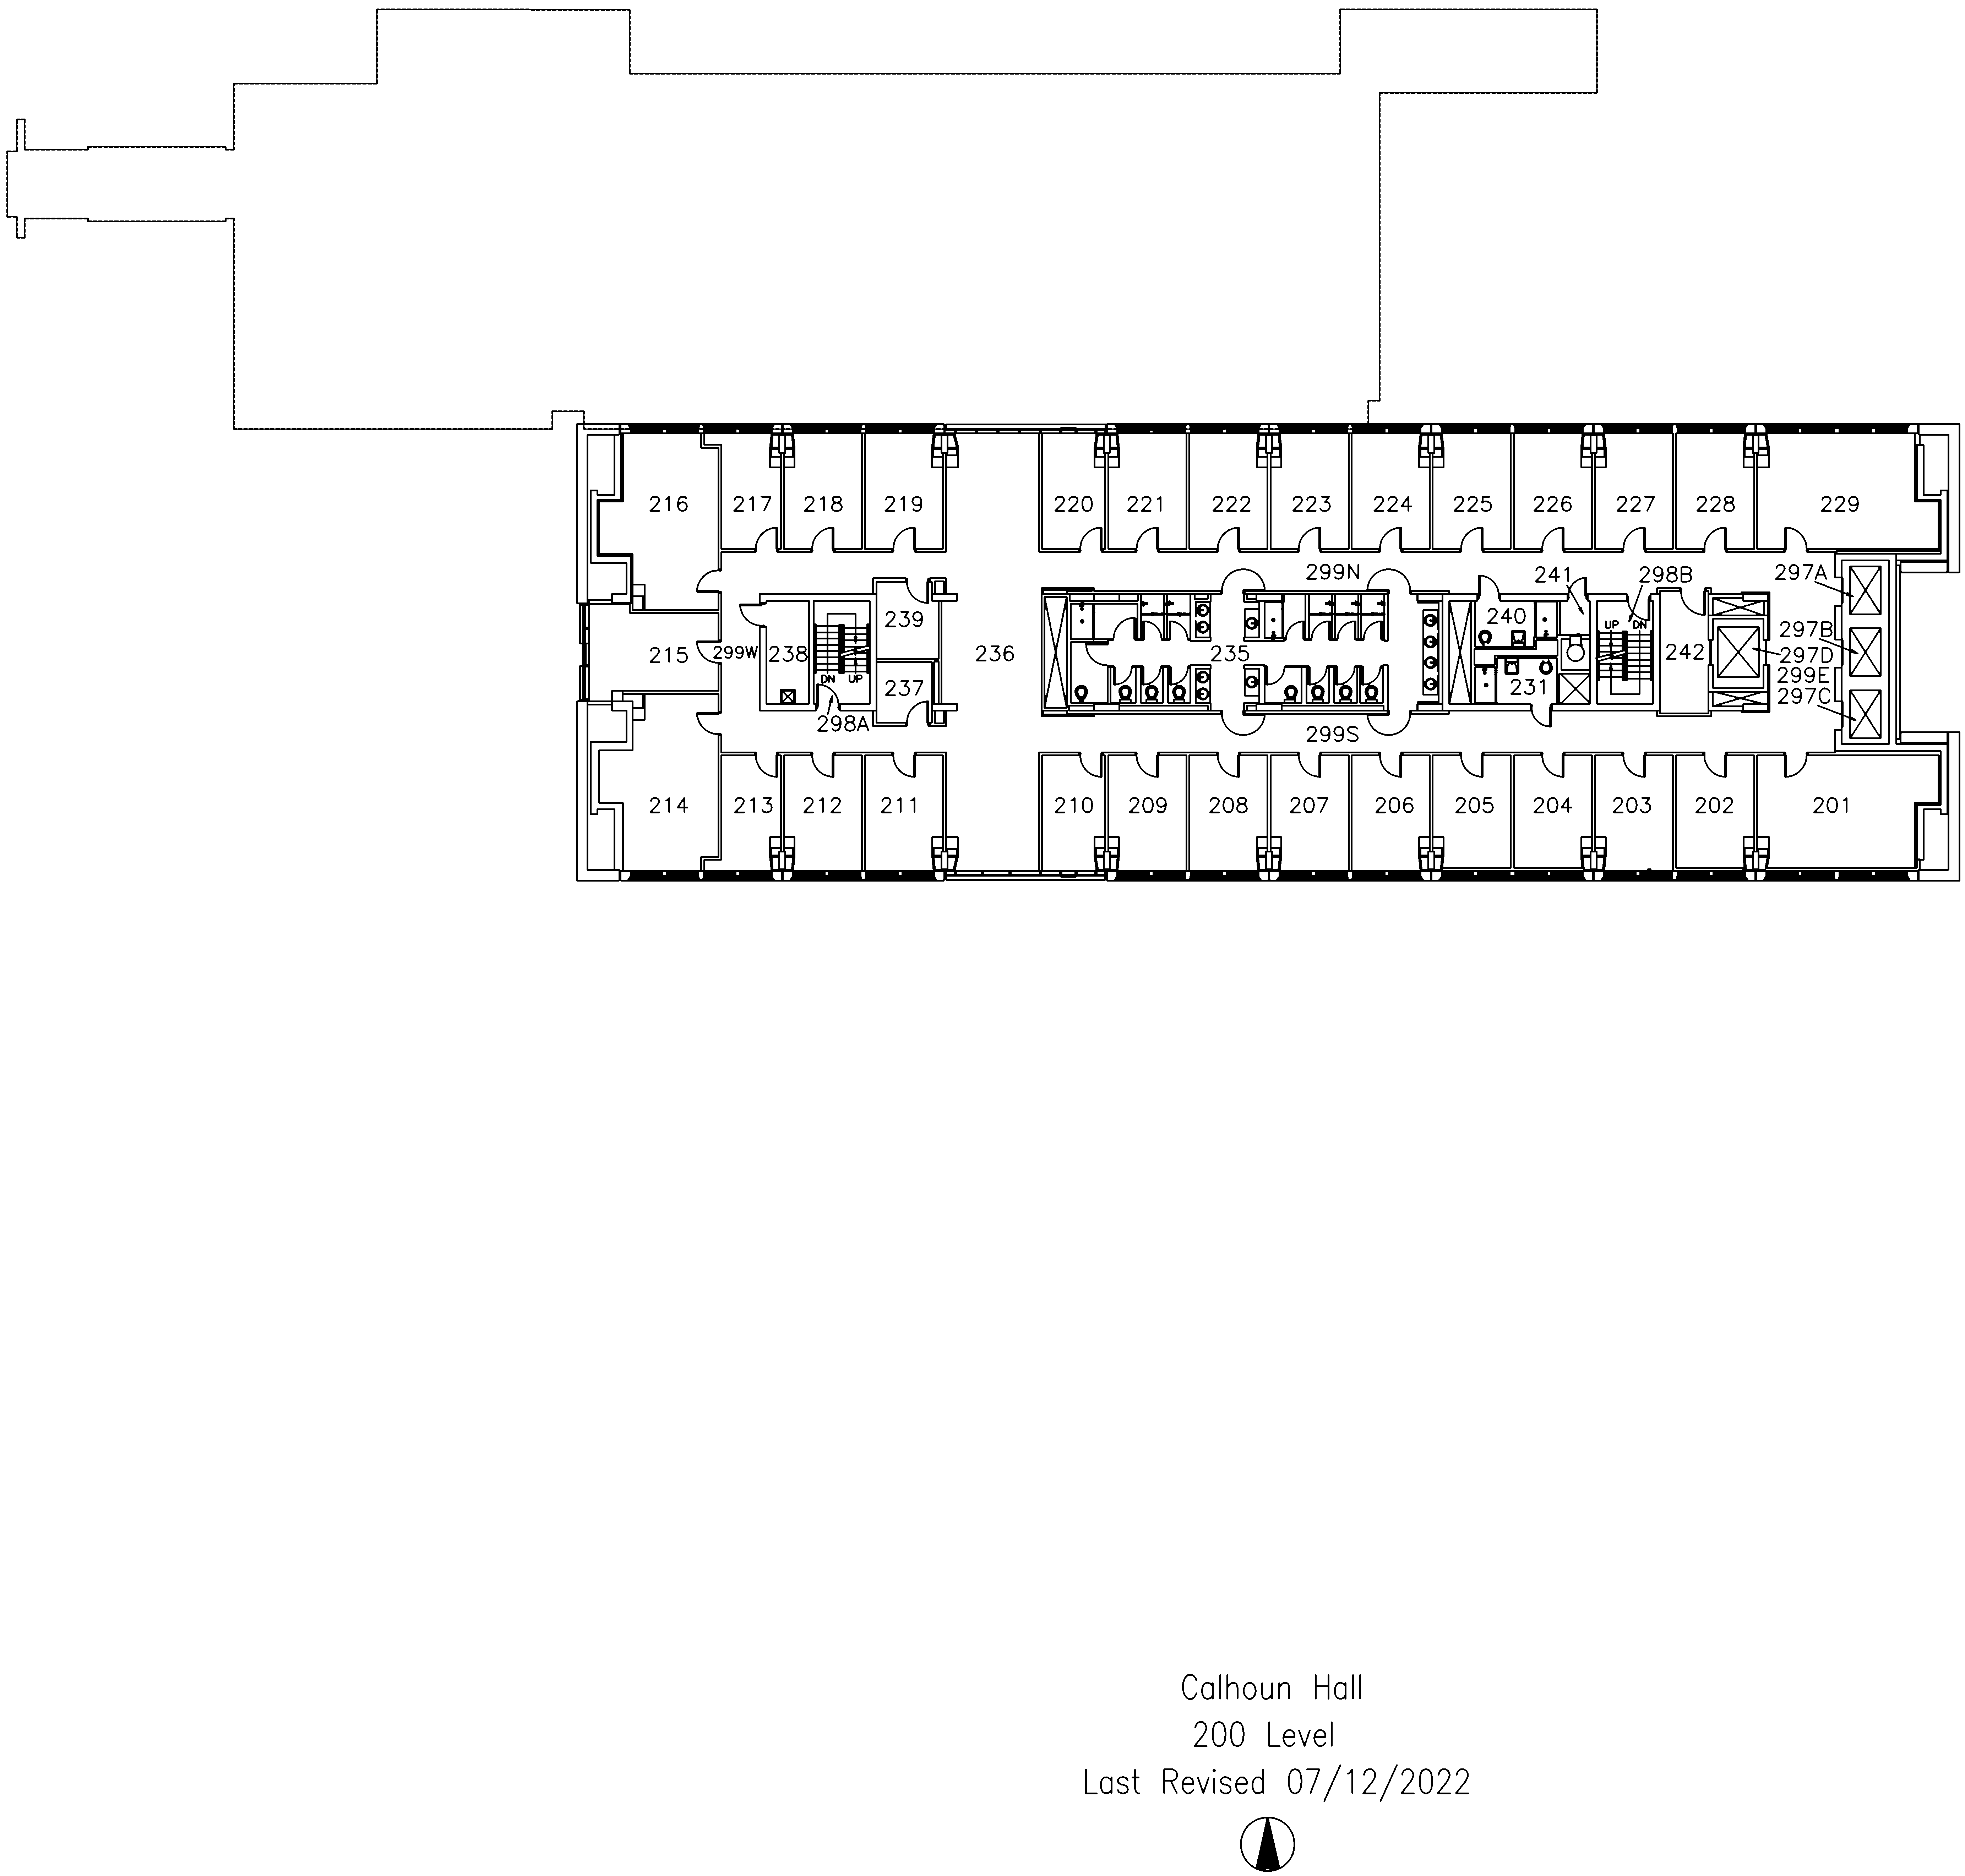 216 217 218 219 220 221 222 223 224 225 226 227 228 229
299N 241 298B 297A
239 240 UP DN
215 299W 238 236 235 242 297B
297D
DN UP 237 231 299E
297C
298A 299S
214 213 212 211 210 209 208 207 206 205 204 203 202 201
Calhoun Hall
200 Level
Last Revised 07/12/2022